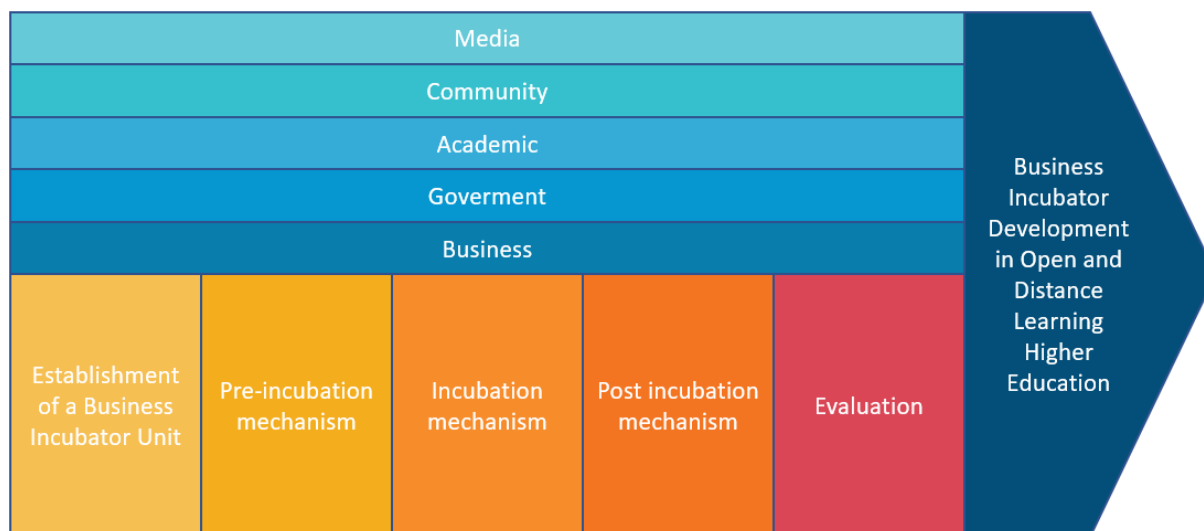 Media
Community
Academic
Goverment
Business
Establishment
of a Business
Incubator Unit
Pre-incubation
mechanism
Incubation
mechanism
Post incubation
mechanism
Evaluation
Business
Incubator
Development
in Open and
Distance
Learning
Higher
Education